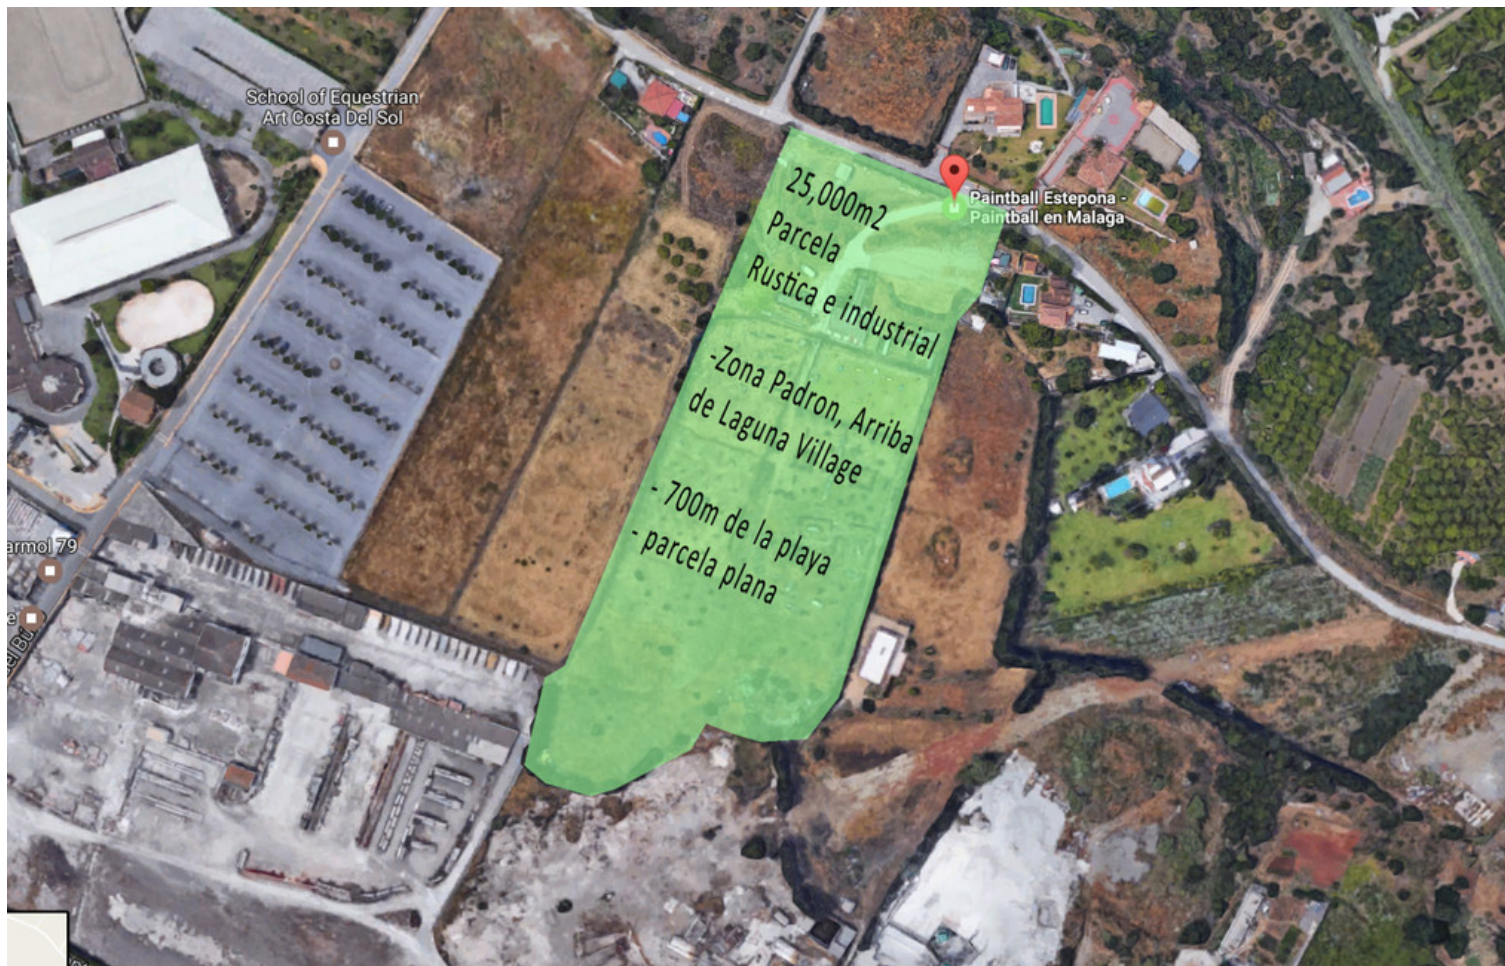 School of Equestrian
Art Costa Del Sol
Paintball Estepona -
Paintball en Malaga
25,000m2
Parcela
Rustica e industrial
-Zona Padron, Arriba
de Laguna Village
- 700m de la playa
- parcela plana
armol 79